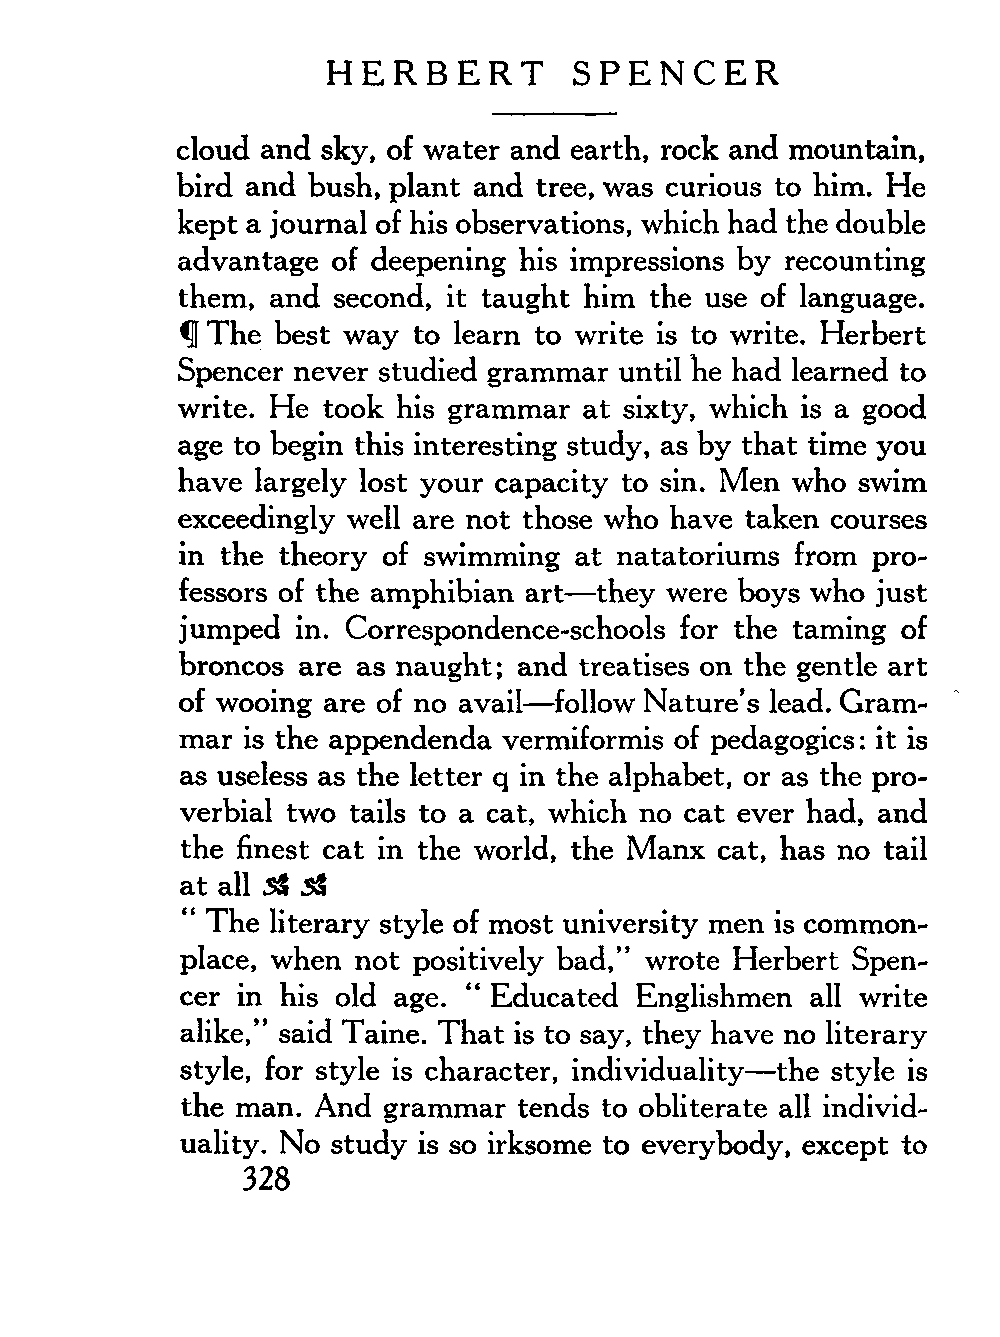 HERBERT SPENCER
cloud and sky, of water and earth, rock and mountain,
bird and bush, plant and tree, was curious to him. He
kept a journal of his observations, which had the double
advantage of deepening his impressions by recounting
them, and second, it taught him the use of language.
¶ The best way to learn to write is to write. Herbert
Spencer never studied grammar until he had learned to
write. He took his grammar at sixty, which is a good
age to begin this interesting study, as by that time you
have largely lost your capacity to sin. Men who swim
exceedingly well are not those who have taken courses
in the theory of swimming at natatoriums from pro-
fessors of the amphibian art—they were boys who just
jumped in. Correspondence-schools for the taming of
broncos are as naught; and treatises on the gentle art
of wooing are of no avail—follow Nature's lead. Gram-
mar is the appendenda vermiformis of pedagogics: it is
as useless as the letter q in the alphabet, or as the pro-
verbial two tails to a cat, which no cat ever had, and
the finest cat in the world, the Manx cat, has no tail
at all
" The literary style of most university men is common-
place, when not positively bad," wrote Herbert Spen-
cer in his old age. " Educated Englishmen all write
alike," said Taine. That is to say, they have no literary
style, for style is character, individuality—the style is
the man. And grammar tends to obliterate all individ-
uality. No study is so irksome to everybody, except to
328